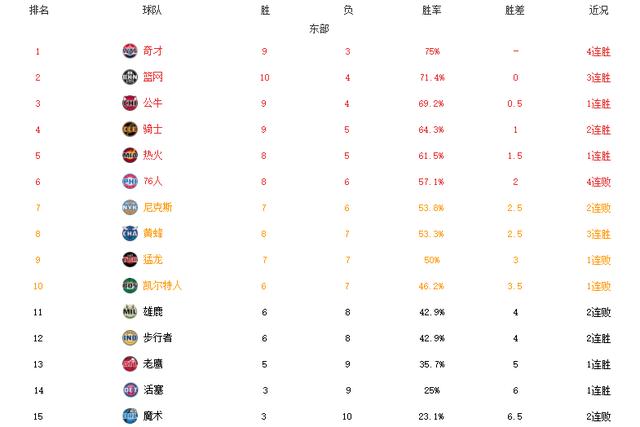 排名 球队 胜 负 胜率 胜差 近况
东部
1 奇才 9 3 75% - 4连胜
2 篮网 10 4 71.4% 0 3连胜
3 公牛 9 4 69.2% 0.5 1连胜
4 骑士 9 5 64.3% 1 2连胜
5 热火 8 5 61.5% 1.5 1连胜
6 76人 8 6 57.1% 2 4连败
7 尼克斯 7 6 53.8% 2.5 2连败
8 黄蜂 8 7 53.3% 2.5 3连胜
9 猛龙 7 7 50% 3 1连败
10 凯尔特人 6 7 46.2% 3.5 1连败
11 雄鹿 6 8 42.9% 4 2连败
12 步行者 6 8 42.9% 4 2连胜
13 老鹰 5 9 35.7% 5 1连胜
14 活塞 3 9 25% 6 1连胜
15 魔术 3 10 23.1% 6.5 2连败